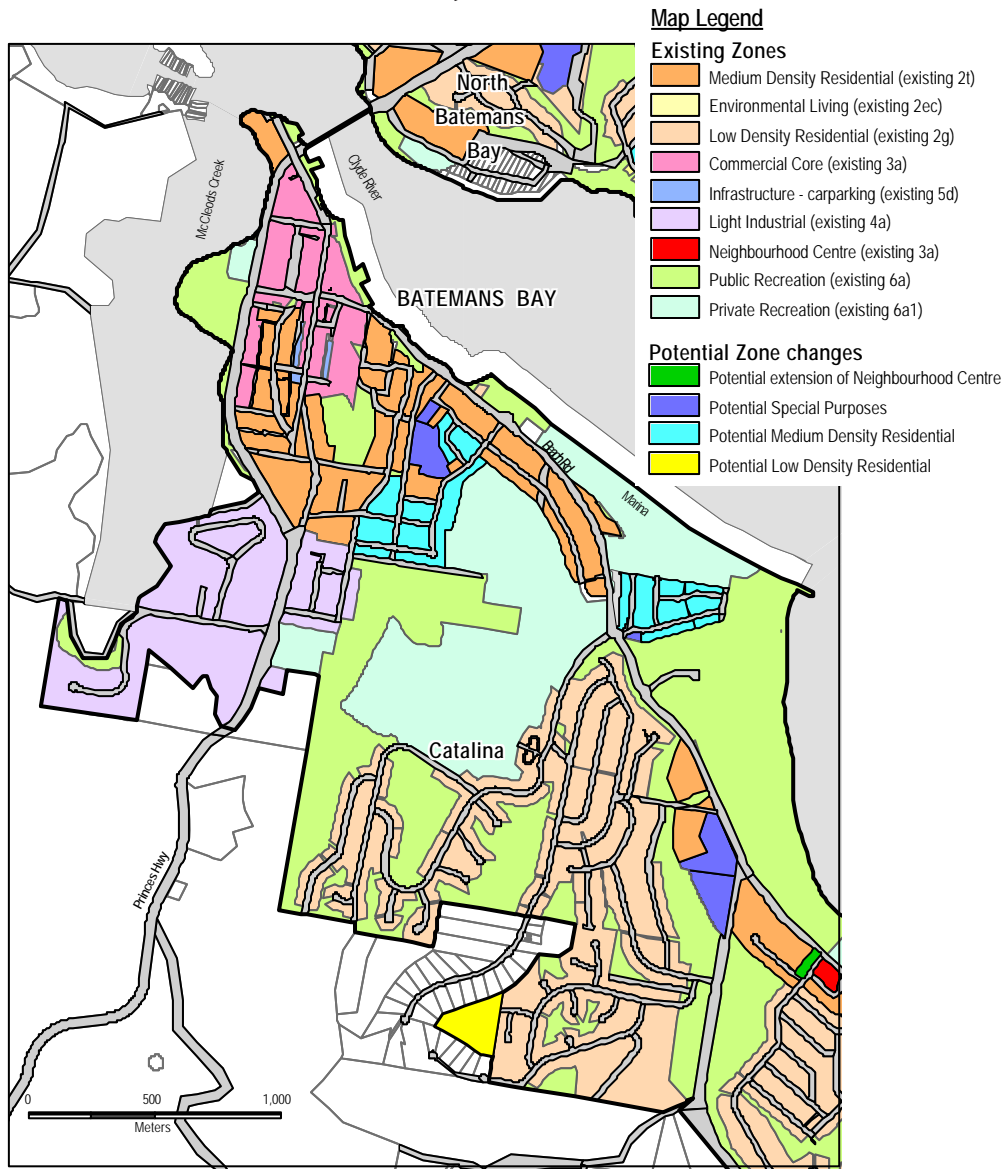 Map Legend
Existing Zones
Medium Density Residential (existing 2t)
Environmental Living (existing 2ec)
Low Density Residential (existing 2g)
Commercial Core (existing 3a)
Infrastructure - carparking (existing 5d)
Light Industrial (existing 4a)
Neighbourhood Centre (existing 3a)
Public Recreation (existing 6a)
Private Recreation (existing 6a1)
Potential Zone changes
Potential extension of Neighbourhood Centre
Potential Special Purposes
Potential Medium Density Residential
Potential Low Density Residential
North
Batemans
Bay
McCleods Creek
Clyde River
BATEMANS BAY
Beach Rd
Marina
Catalina
Princes Hwy
0 500 1,000
Meters